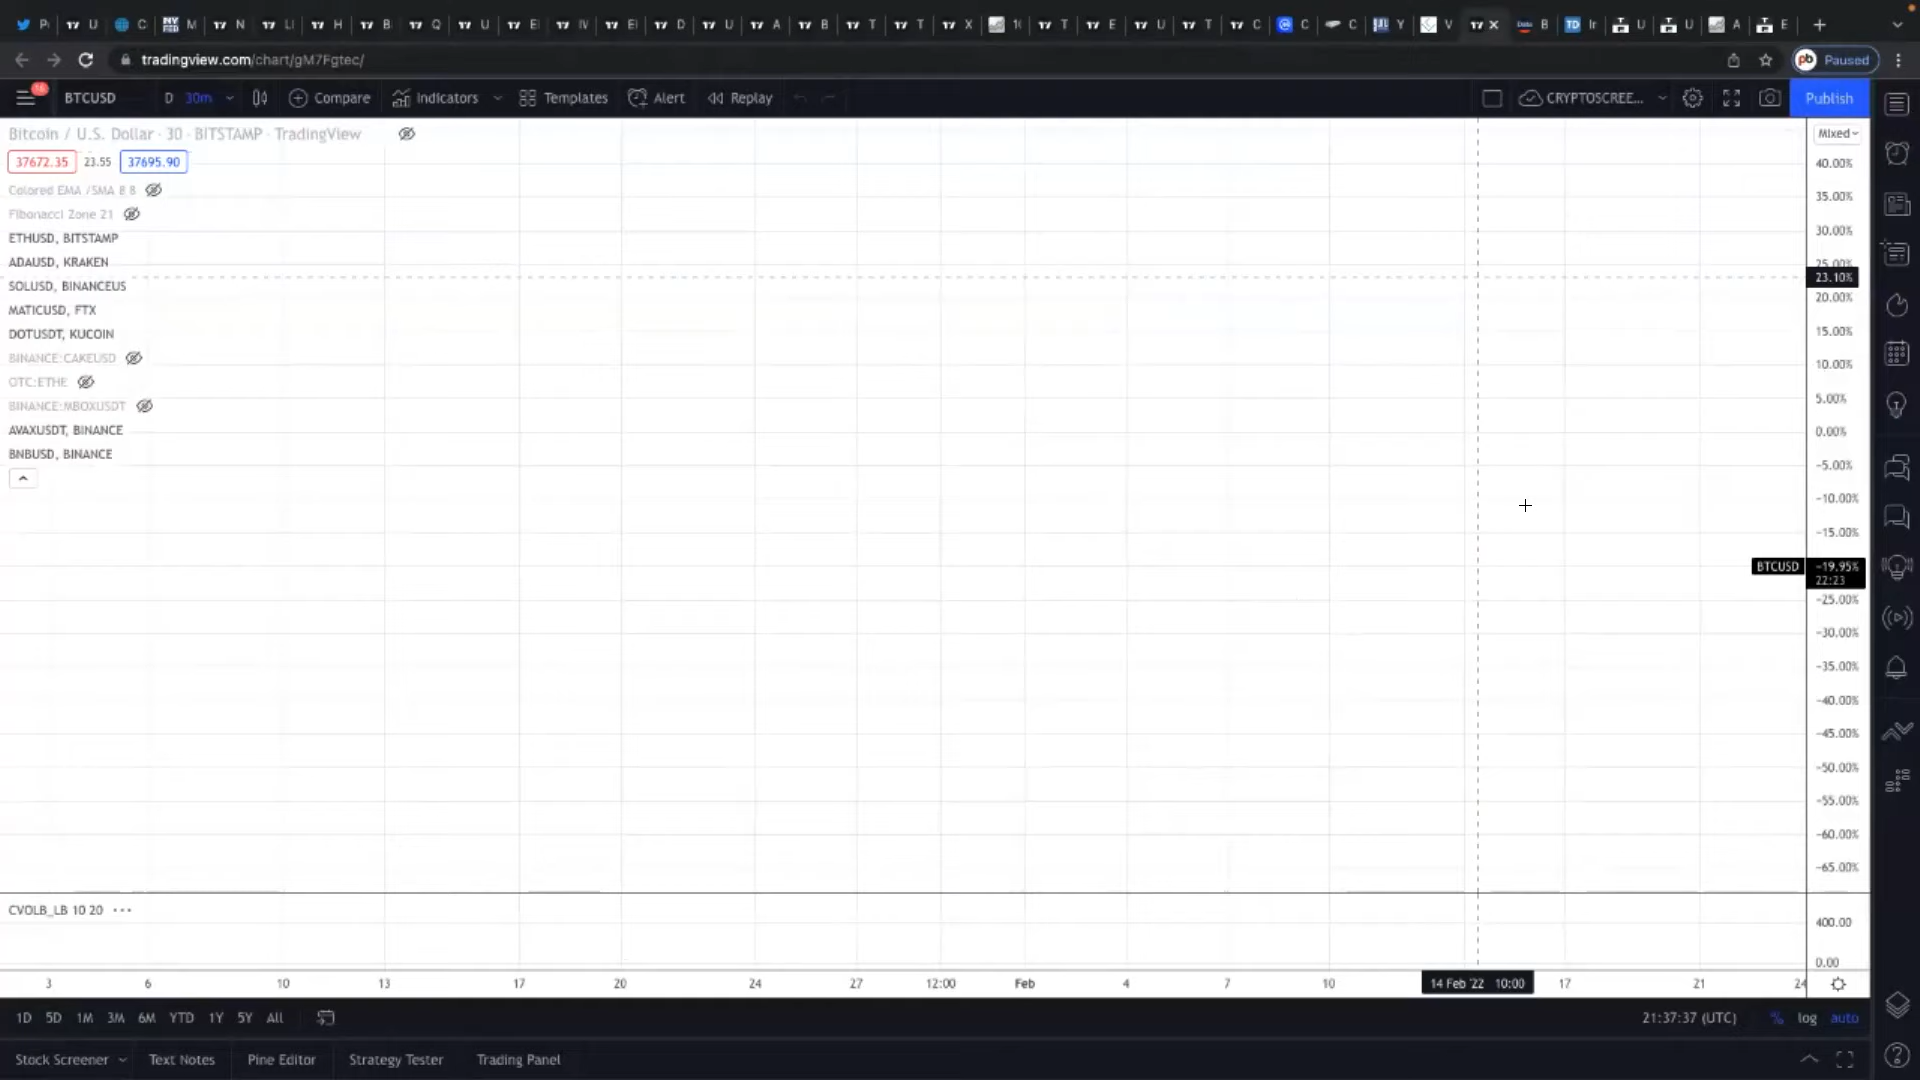 P U C M N LI H B Q U E IV E D U A B T T X 1( T E U T C C C Y V B Ir U U A E
tradingview.com/chart/gM7Fgtec/
Paused
BTCUSD D 30m Compare Indicators Templates Alert Replay CRYPTOSCREE... Publish
Bitcoin / U.S. Dollar · 30 · BITSTAMP · TradingView
Mixed
37672.35 23.55 37695.90
40.00%
Colored EMA /SMA 8 8
35.00%
Fibonacci Zone 21
30.00%
ETHUSD, BITSTAMP
ADAUSD, KRAKEN
25.00%
23.10%
SOLUSD, BINANCEUS
20.00%
MATICUSD, FTX
DOTUSDT, KUCOIN
15.00%
BINANCE:CAKEUSD
10.00%
OTC:ETHE
5.00%
BINANCE:MBOXUSDT
AVAXUSDT, BINANCE
0.00%
BNBUSD, BINANCE
−5.00%
−10.00%
−15.00%
BTCUSD −19.95%
22:23
−25.00%
−30.00%
−35.00%
−40.00%
−45.00%
−50.00%
−55.00%
−60.00%
−65.00%
CVOLB_LB 10 20
400.00
0.00
3 6 10 13 17 20 24 27 12:00 Feb 4 7 10 14 Feb '22 10:00 17 21 24
1D 5D 1M 3M 6M YTD 1Y 5Y All 21:37:37 (UTC) % log auto
Stock Screener Text Notes Pine Editor Strategy Tester Trading Panel